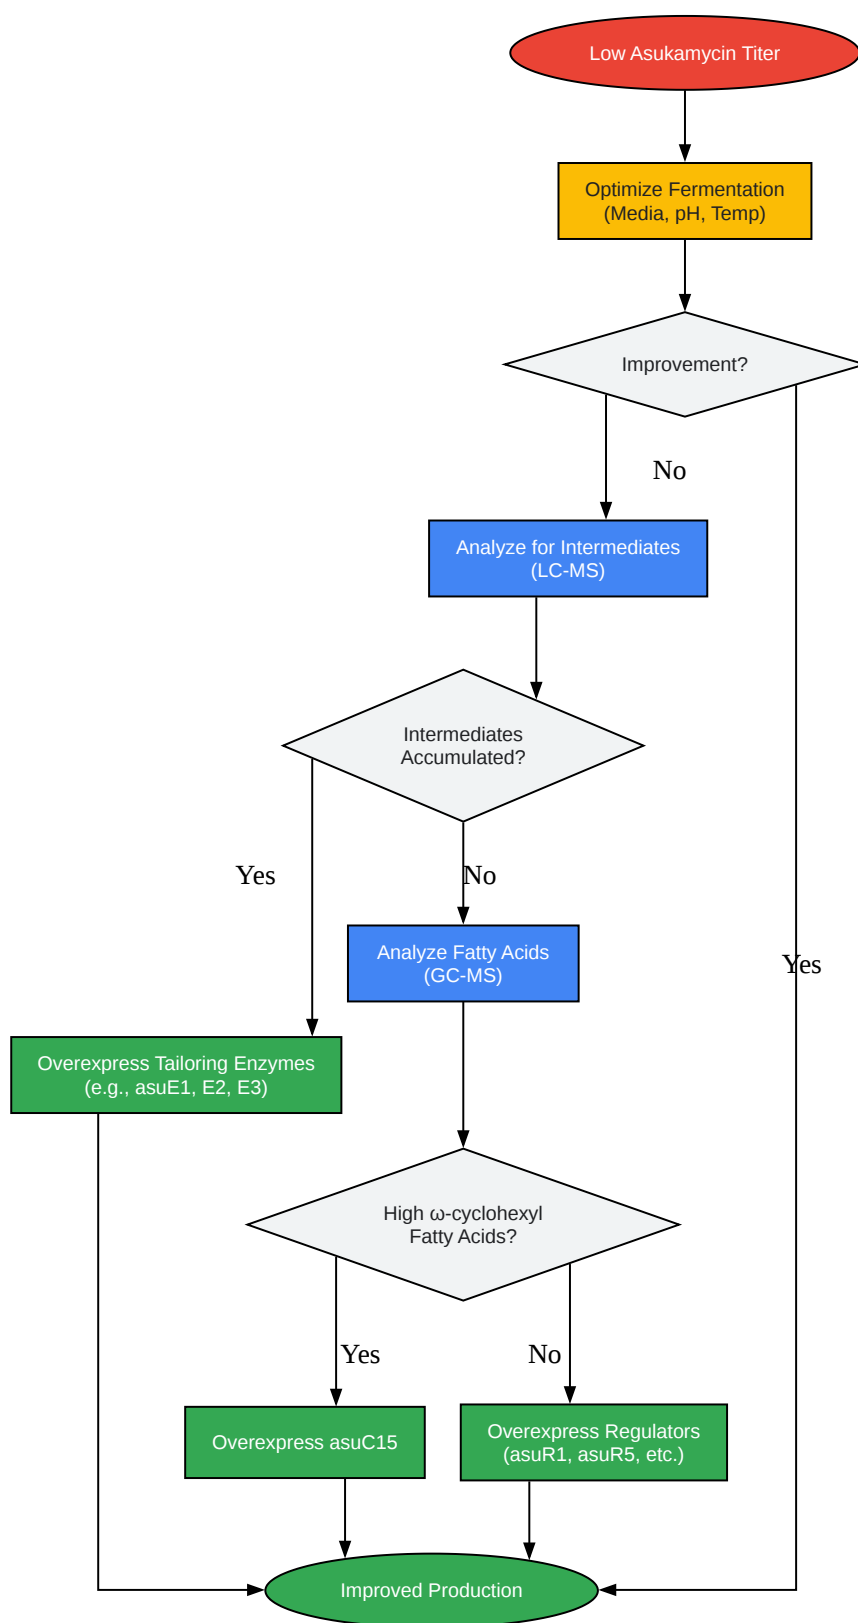 Low Asukamycin Titer
Optimize Fermentation
(Media, pH, Temp)
Improvement?
No
Analyze for Intermediates
(LC-MS)
Intermediates
Accumulated?
Yes
No
Analyze Fatty Acids
(GC-MS)
Yes
Overexpress Tailoring Enzymes
(e.g., asuE1, E2, E3)
High ω-cyclohexyl
Fatty Acids?
Yes
No
Overexpress asuC15
Overexpress Regulators
(asuR1, asuR5, etc.)
Improved Production